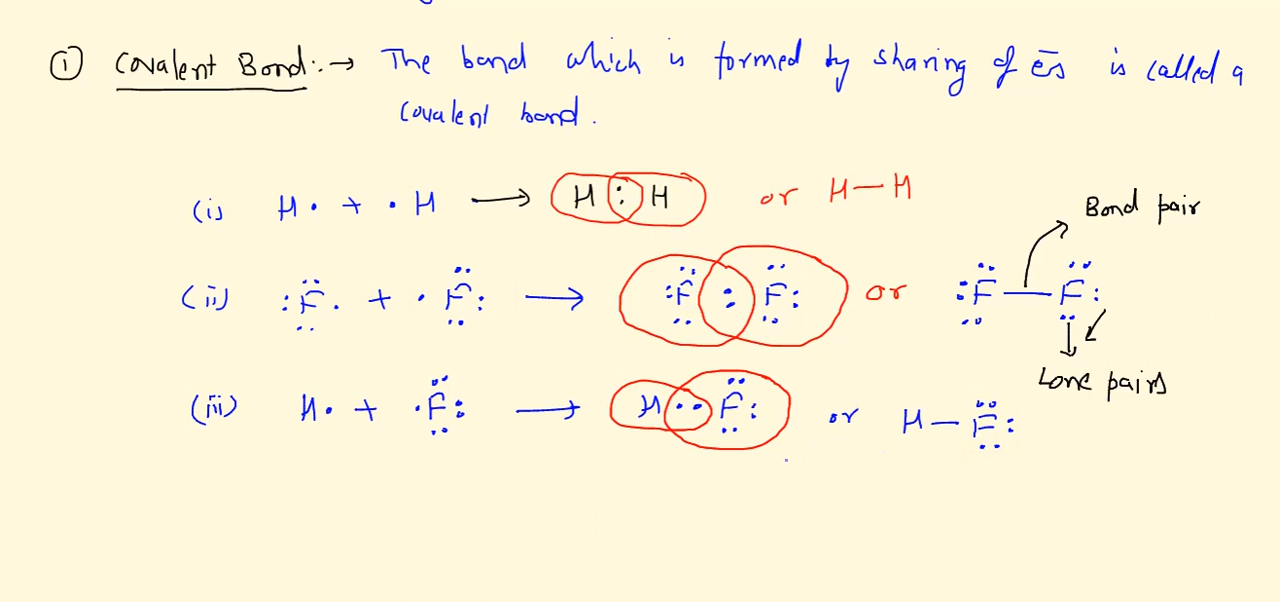 ① Covalent Bond:→ The bond which is formed by sharing of ēs is called a
covalent bond.
(i) H· + ·H ⟶ H : H or H—H
Bond pair
(ii) :F̤̈· + ·F̤̈: ⟶ :F̤̈ : F̤̈: or :F̤̈—F̤̈:
Lone pairs
(iii) H· + ·F̤̈: ⟶ H ·· F̤̈: or H—F̤̈: